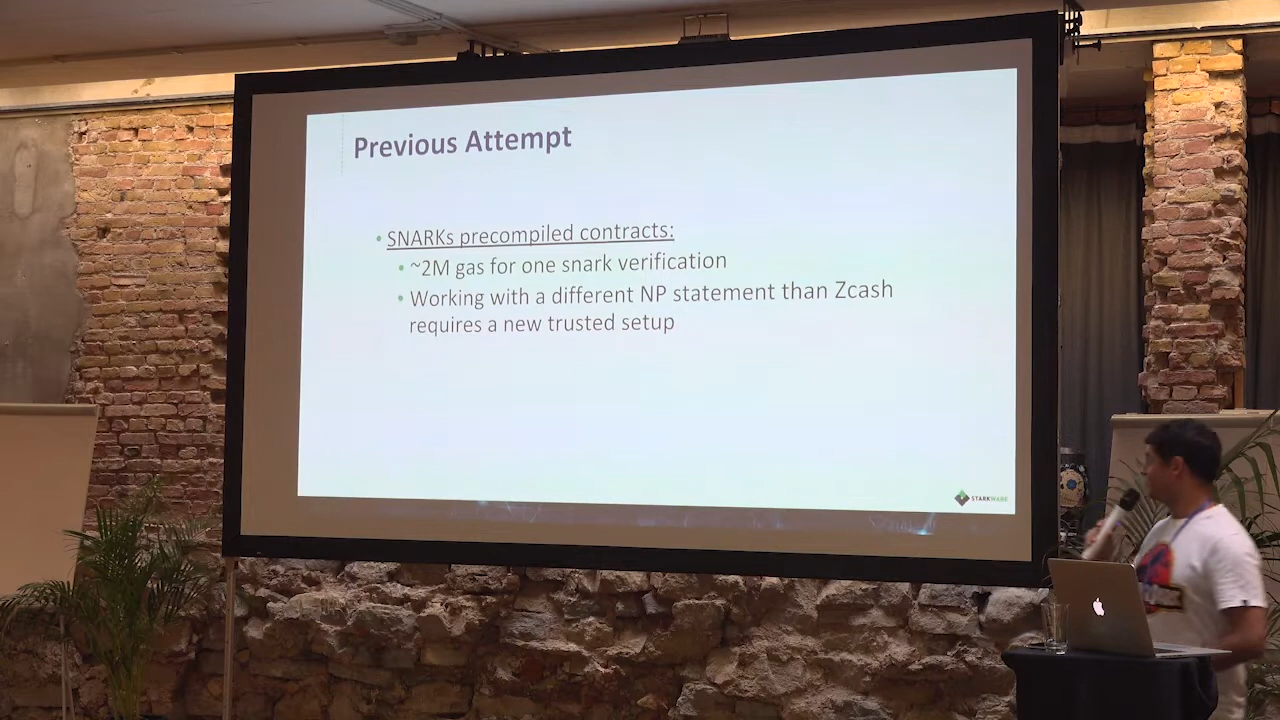 Previous Attempt
• SNARKs precompiled contracts:
• ~2M gas for one snark verification
• Working with a different NP statement than Zcash
requires a new trusted setup
STARKWARE